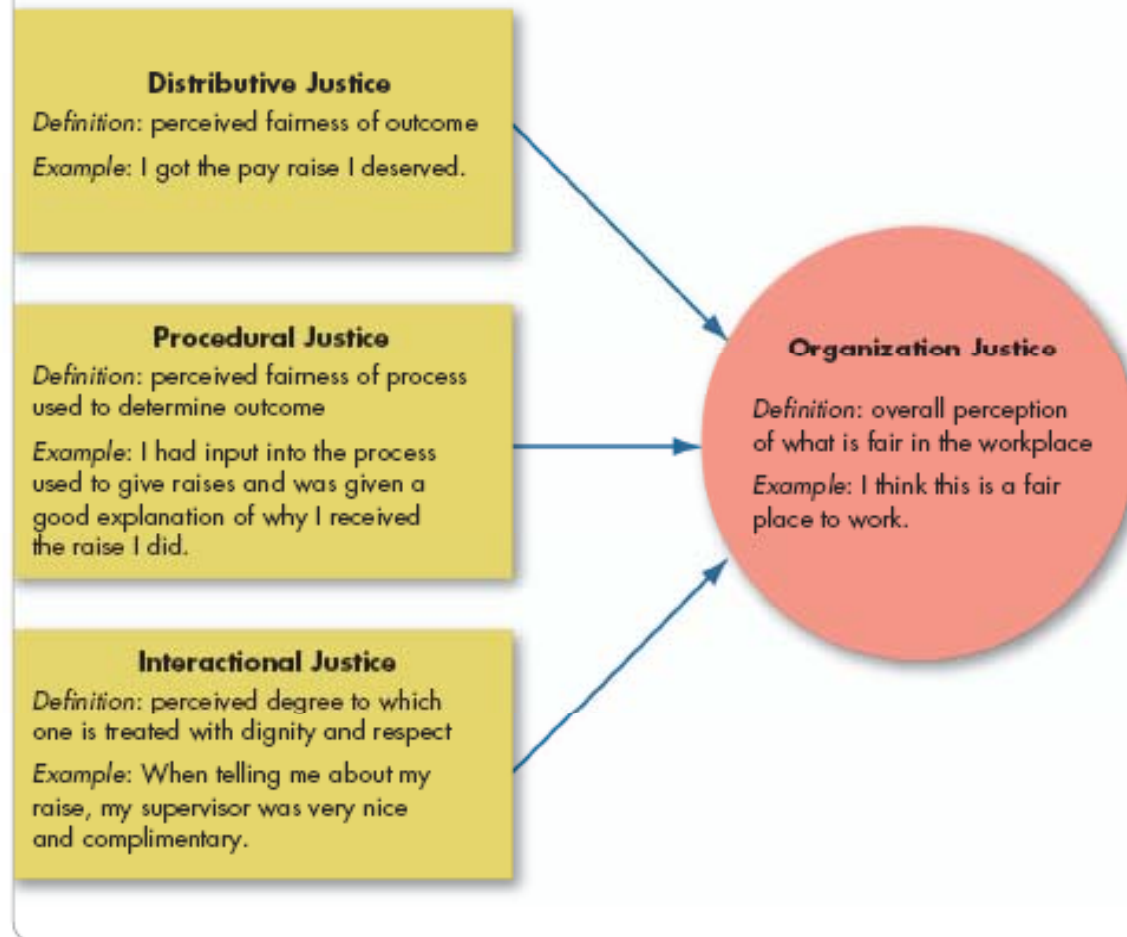 Distributive Justice
Definition: perceived fairness of outcome
Example: I got the pay raise I deserved.
Procedural Justice
Definition: perceived fairness of process
used to determine outcome
Example: I had input into the process
used to give raises and was given a
good explanation of why I received
the raise I did.
Interactional Justice
Definition: perceived degree to which
one is treated with dignity and respect
Example: When telling me about my
raise, my supervisor was very nice
and complimentary.
Organization Justice
Definition: overall perception
of what is fair in the workplace
Example: I think this is a fair
place to work.